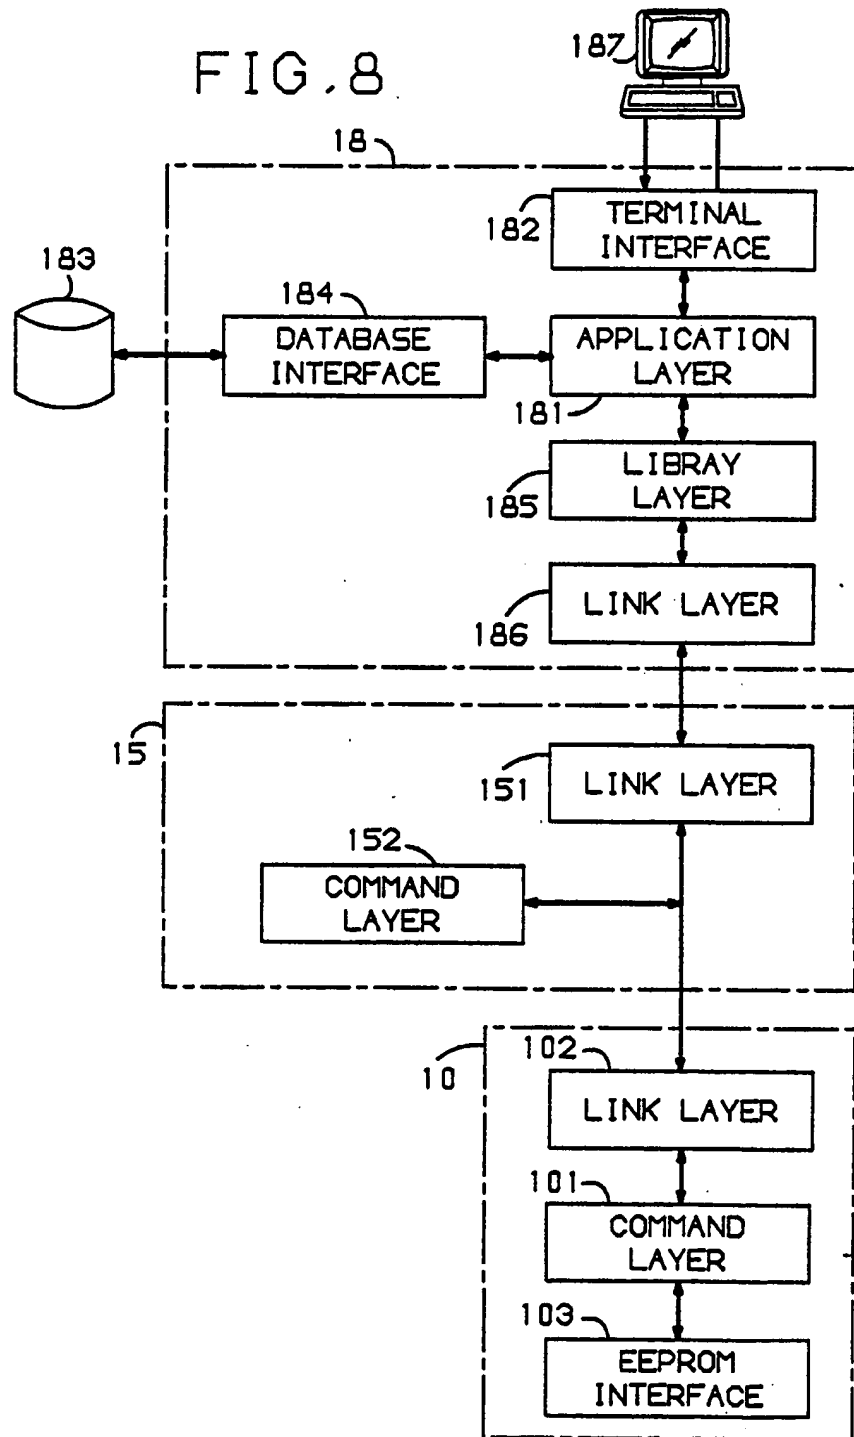 FIG.8
187
18
182
TERMINAL
INTERFACE
183
184
DATABASE
INTERFACE
APPLICATION
LAYER
181
LIBRAY
LAYER
185
LINK LAYER
186
15
151
LINK LAYER
152
COMMAND
LAYER
10
102
LINK LAYER
101
COMMAND
LAYER
103
EEPROM
INTERFACE